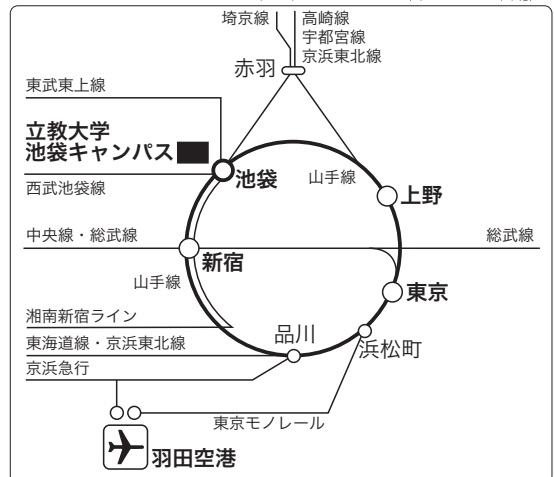 埼京線
高崎線
宇都宮線
京浜東北線
赤羽
東武東上線
立教大学
池袋キャンパス
池袋
山手線
上野
西武池袋線
中央線・総武線
総武線
新宿
山手線
東京
湘南新宿ライン
品川
浜松町
東海道線・京浜東北線
京浜急行
東京モノレール
羽田空港